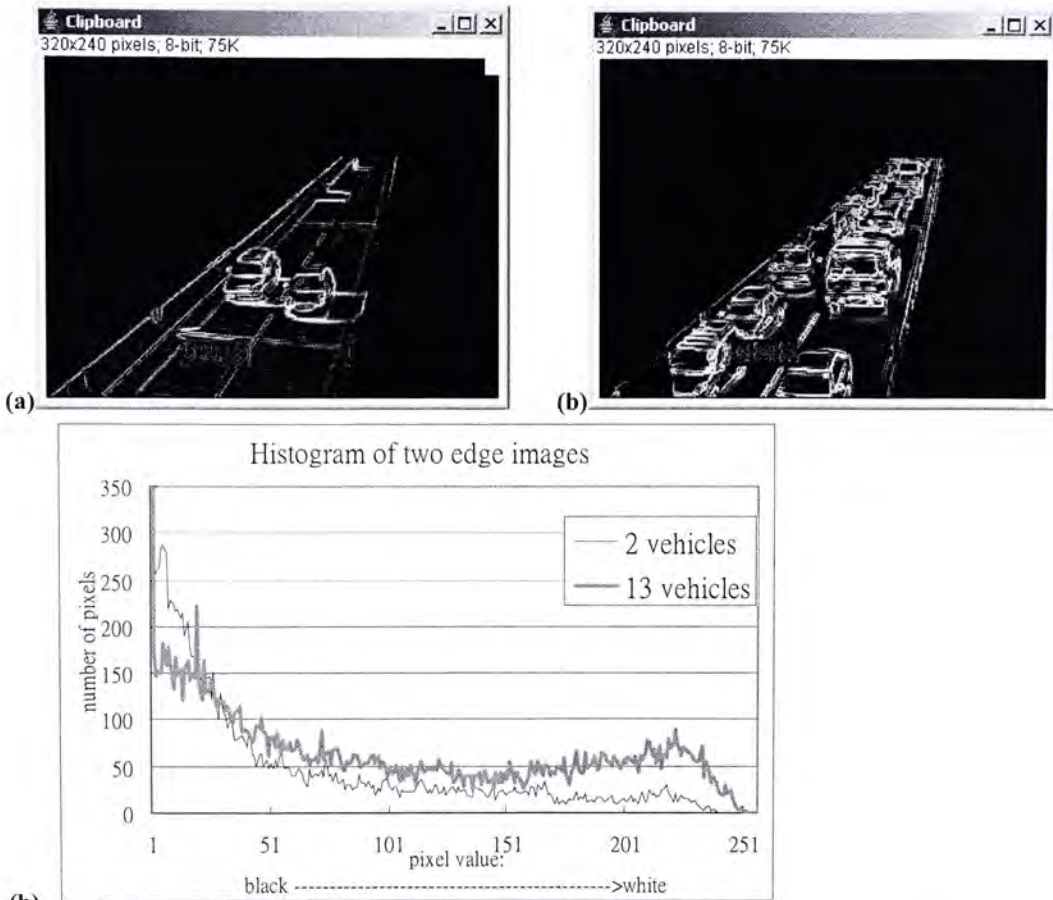 Clipboard
320x240 pixels; 8-bit; 75K
Clipboard
320x240 pixels; 8-bit; 75K
(a)
(b)
Histogram of two edge images
350
300
250
200
150
100
50
0
number of pixels
2 vehicles
13 vehicles
1 51 101 151 201 251
pixel value:
black ---------------------------------->white